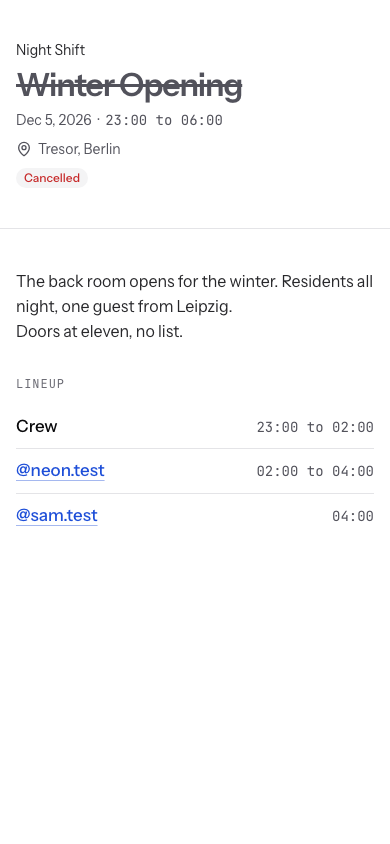 Night Shift
Winter Opening
Dec 5, 2026 · 23:00 to 06:00
Tresor, Berlin
Cancelled
The back room opens for the winter. Residents all
night, one guest from Leipzig.
Doors at eleven, no list.
LINEUP
Crew 23:00 to 02:00
@neon.test 02:00 to 04:00
@sam.test 04:00